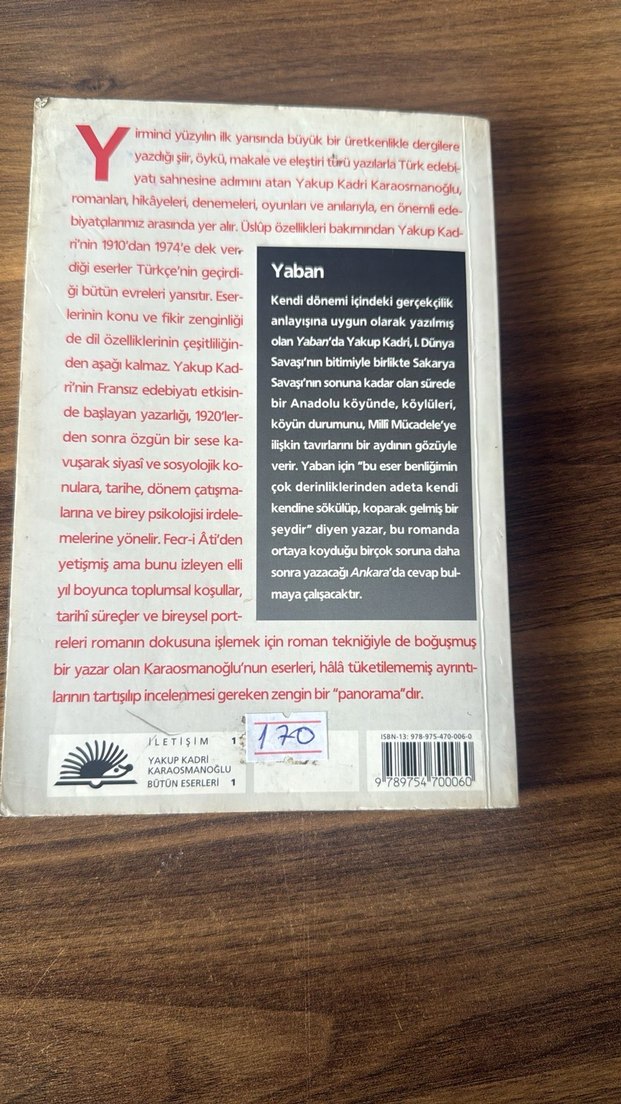 Yirminci yüzyılın ilk yarısında büyük bir üretkenlikle dergilere
yazdığı şiir, öykü, makale ve eleştiri türü yazılarla Türk edebi-
yatı sahnesine adımını atan Yakup Kadri Karaosmanoğlu,
romanları, hikâyeleri, denemeleri, oyunları ve anılarıyla, en önemli ede-
biyatçılarımız arasında yer alır. Üslûp özellikleri bakımından Yakup Kad-
ri'nin 1910'dan 1974'e dek ver-
diği eserler Türkçe'nin geçirdi-
ği bütün evreleri yansıtır. Eser-
lerinin konu ve fikir zenginliği
de dil özelliklerinin çeşitliliğin-
den aşağı kalmaz. Yakup Kad-
ri'nin Fransız edebiyatı etkisin-
de başlayan yazarlığı, 1920'ler-
den sonra özgün bir sese ka-
vuşarak siyasî ve sosyolojik ko-
nulara, tarihe, dönem çatışma-
larına ve birey psikolojisi irdele-
melerine yönelir. Fecr-i Âti'den
yetişmiş ama bunu izleyen elli
yıl boyunca toplumsal koşullar,
tarihî süreçler ve bireysel port-
releri romanın dokusuna işlemek için roman tekniğiyle de boğuşmuş
bir yazar olan Karaosmanoğlu'nun eserleri, hâlâ tüketilememiş ayrıntı-
larının tartışılıp incelenmesi gereken zengin bir "panorama"dır.
Yaban
Kendi dönemi içindeki gerçekçilik
anlayışına uygun olarak yazılmış
olan Yaban'da Yakup Kadri, I. Dünya
Savaşı'nın bitimiyle birlikte Sakarya
Savaşı'nın sonuna kadar olan sürede
bir Anadolu köyünde, köylüleri,
köyün durumunu, Millî Mücadele'ye
ilişkin tavırlarını bir aydının gözüyle
verir. Yaban için "bu eser benliğimin
çok derinliklerinden adeta kendi
kendine sökülüp, koparak gelmiş bir
şeydir" diyen yazar, bu romanda
ortaya koyduğu birçok soruna daha
sonra yazacağı Ankara'da cevap bul-
maya çalışacaktır.
İLETİŞİM
YAKUP KADRİ
KARAOSMANOĞLU
BÜTÜN ESERLERİ 1
170
ISBN-13: 978-975-470-006-0
9 789754 700060